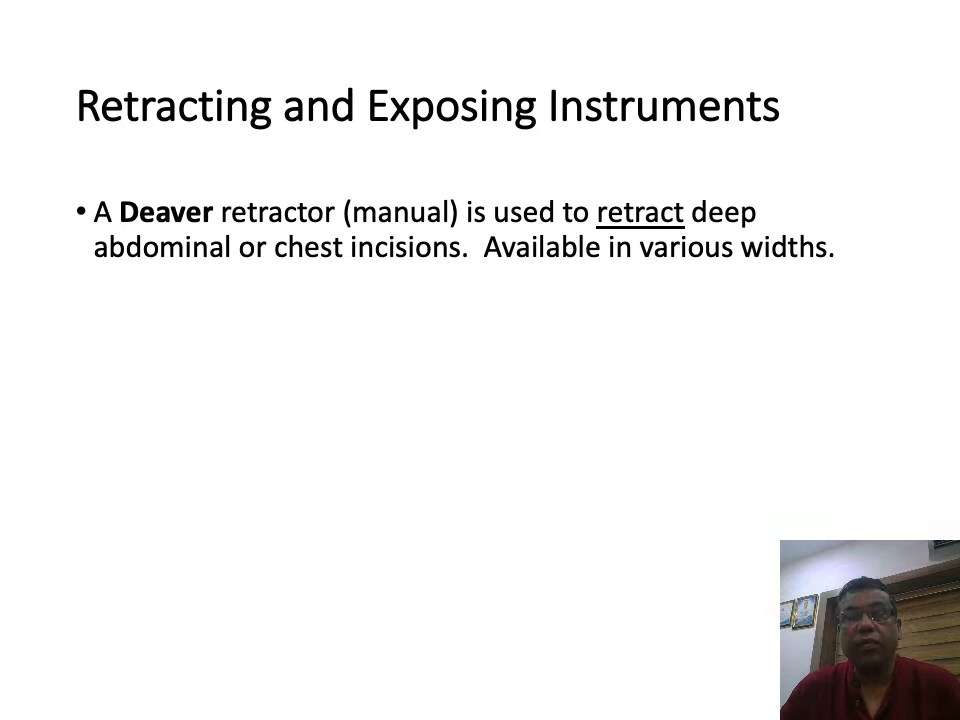 Retracting and Exposing Instruments
• A Deaver retractor (manual) is used to retract deep
abdominal or chest incisions.  Available in various widths.